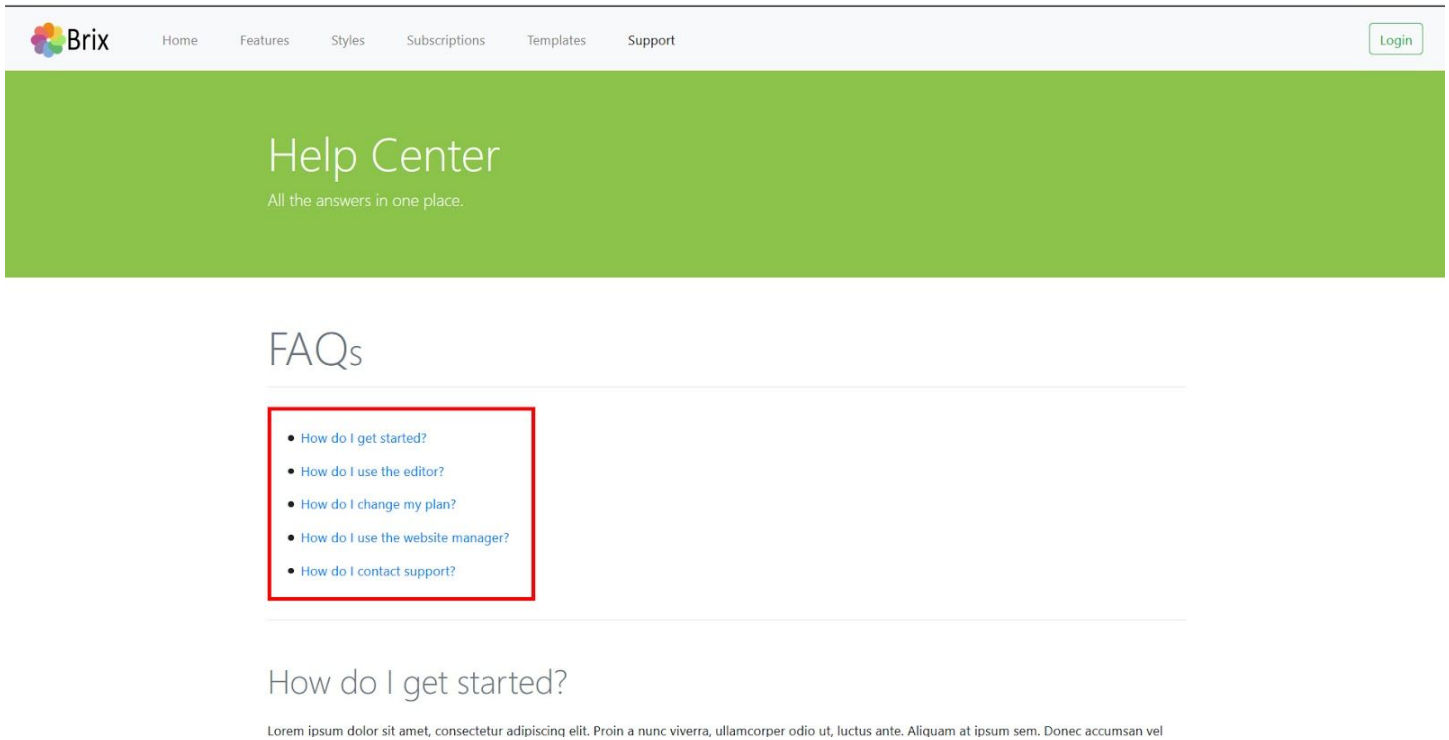 Brix
Home Features Styles Subscriptions Templates Support Login
Help Center
All the answers in one place.
FAQs
How do I get started?
How do I use the editor?
How do I change my plan?
How do I use the website manager?
How do I contact support?
How do I get started?
Lorem ipsum dolor sit amet, consectetur adipiscing elit. Proin a nunc viverra, ullamcorper odio ut, luctus ante. Aliquam at ipsum sem. Donec accumsan vel